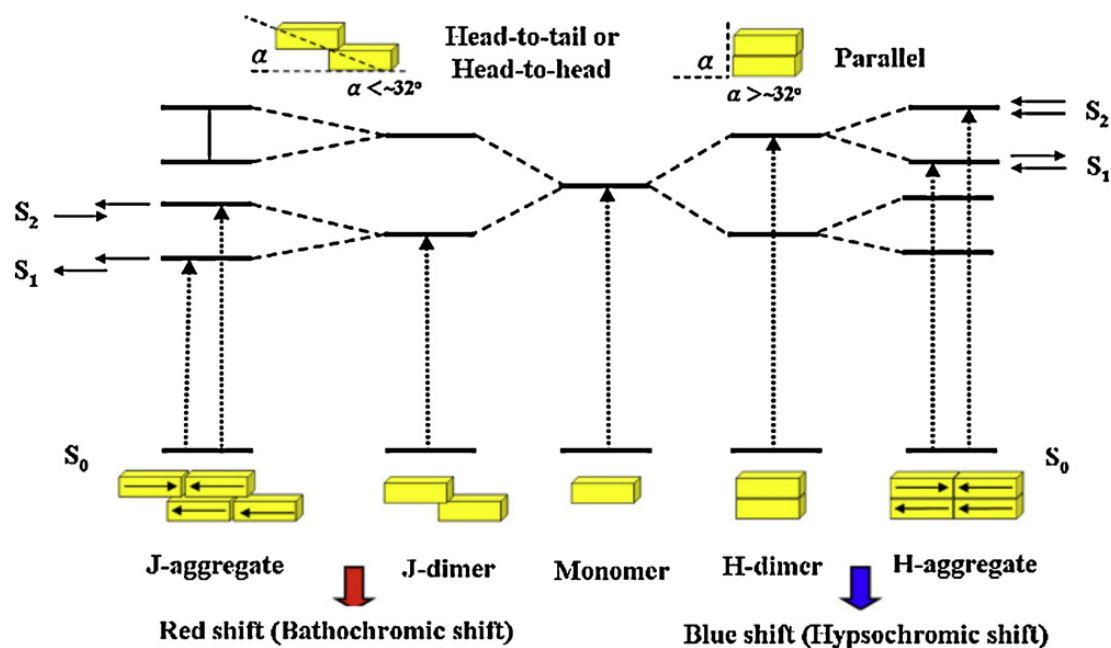 Head-to-tail or
Head-to-head
α
α <~32°
α
Parallel
α >~32°
S2
S1
S2
S1
S0
S0
J-aggregate
J-dimer
Monomer
H-dimer
H-aggregate
Red shift (Bathochromic shift)
Blue shift (Hypsochromic shift)